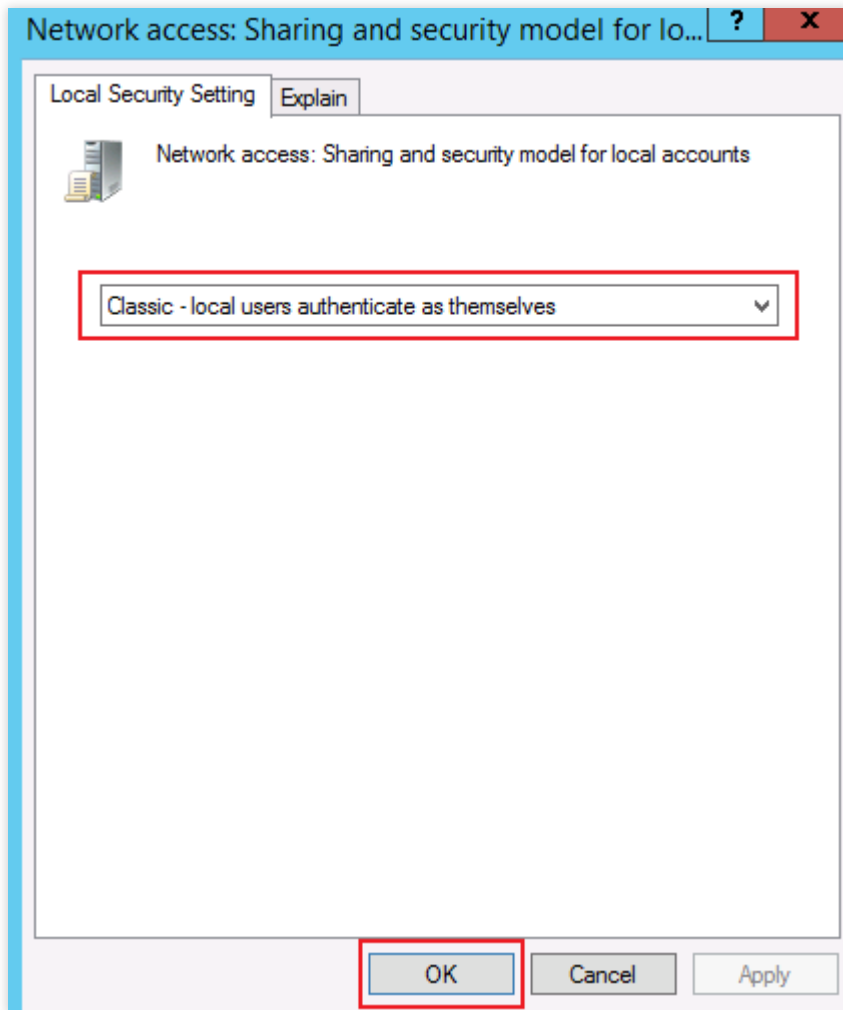 Network access: Sharing and security model for lo...
?
x
Local Security Setting
Explain
Network access: Sharing and security model for local accounts
Classic - local users authenticate as themselves
OK
Cancel
Apply